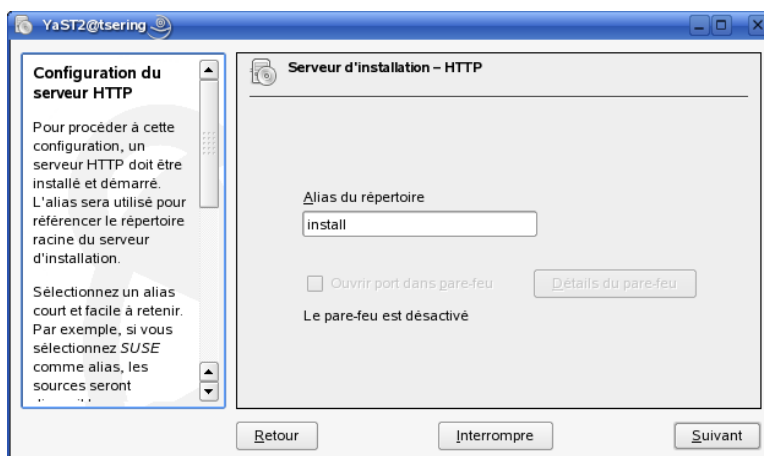 YaST2@tsering
Configuration du
serveur HTTP
Pour procéder à cette
configuration, un
serveur HTTP doit être
installé et démarré.
L'alias sera utilisé pour
référencer le répertoire
racine du serveur
d'installation.
Sélectionnez un alias
court et facile à retenir.
Par exemple, si vous
sélectionnez SUSE
comme alias, les
sources seront
Serveur d'installation – HTTP
Alias du répertoire
install
Ouvrir port dans pare-feu
Détails du pare-feu
Le pare-feu est désactivé
Retour
Interrompre
Suivant